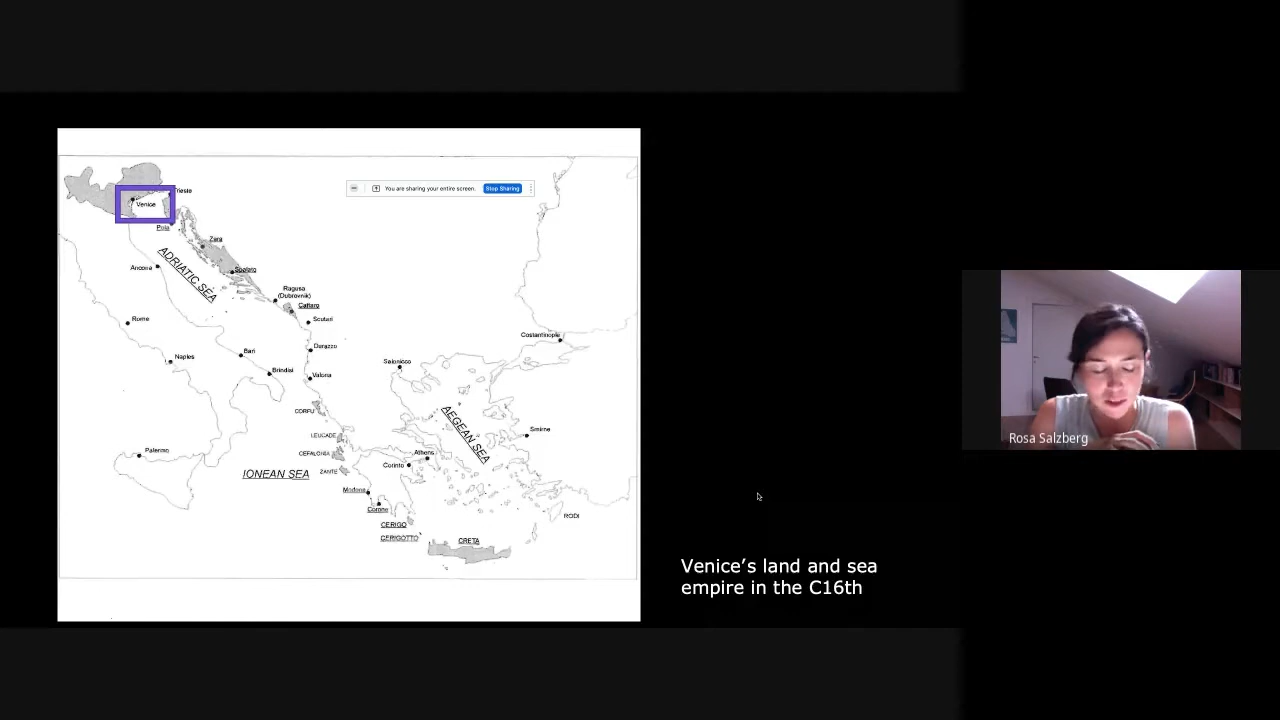 You are sharing your entire screen.
Stop Sharing
Trieste
Venice
Pola
Zara
ADRIATIC SEA
Ancona
Spalato
Ragusa
(Dubrovnik)
Cattaro
Rome
Scutari
Costantinople
Durazzo
Naples
Bari
Salonicco
Brindisi
Valona
CORFU
AEGEAN SEA
Smirne
LEUCADE
Palermo
CEFALONIA
Athens
Corinto
IONEAN SEA
ZANTE
Modone
Corone
RODI
CERIGO
CERIGOTTO
CRETA
Venice’s land and sea
empire in the C16th
Rosa Salzberg